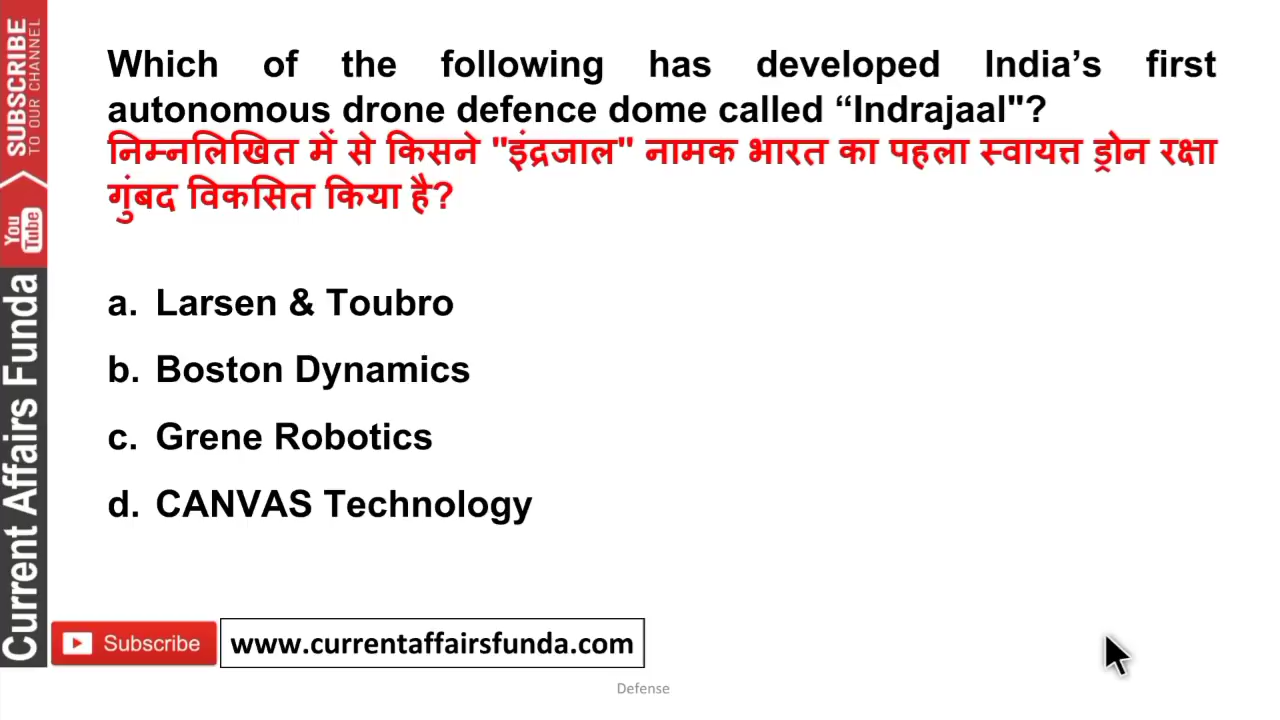 Which of the following has developed India’s first
autonomous drone defence dome called “Indrajaal"?
निम्नलिखित में से किसने "इंद्रजाल" नामक भारत का पहला स्वायत्त ड्रोन रक्षा
गुंबद विकसित किया है?
a. Larsen & Toubro
b. Boston Dynamics
c. Grene Robotics
d. CANVAS Technology
SUBSCRIBE
TO OUR CHANNEL
You
Tube
Current Affairs Funda
Subscribe
www.currentaffairsfunda.com
Defense